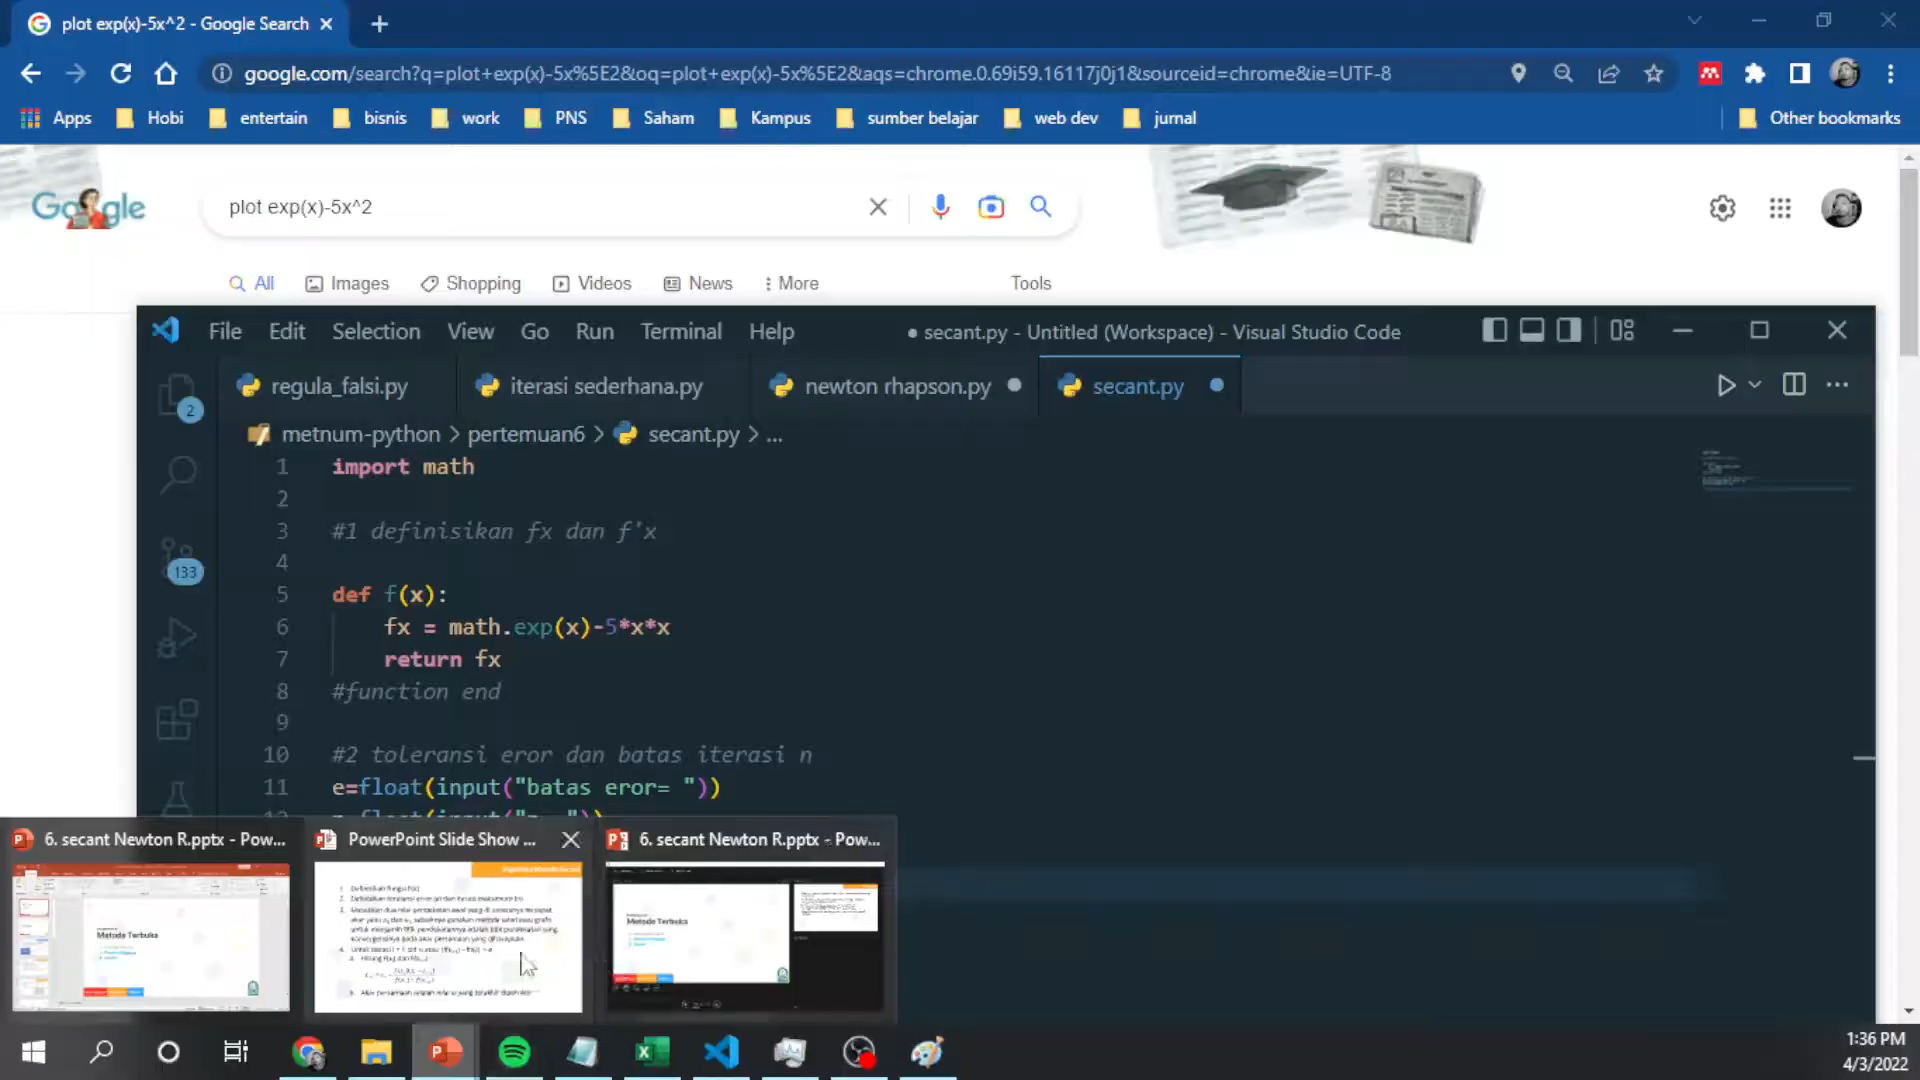 plot exp(x)-5x^2 - Google Search
google.com/search?q=plot+exp(x)-5x%5E2&oq=plot+exp(x)-5x%5E2&aqs=chrome.0.69i59.16117j0j1&sourceid=chrome&ie=UTF-8
Apps Hobi entertain bisnis work PNS Saham Kampus sumber belajar web dev jurnal Other bookmarks
Google plot exp(x)-5x^2
All Images Shopping Videos News More Tools
File Edit Selection View Go Run Terminal Help ● secant.py - Untitled (Workspace) - Visual Studio Code
regula_falsi.py iterasi sederhana.py newton rhapson.py secant.py
2
metnum-python > pertemuan6 > secant.py > ...
1 import math
2
3 #1 definisikan fx dan f'x
4
133
5 def f(x):
6 fx = math.exp(x)-5*x*x
7 return fx
8 #function end
9
10 #2 toleransi eror dan batas iterasi n
11 e=float(input("batas eror= "))
6. secant Newton R.pptx - Pow... PowerPoint Slide Show ... 6. secant Newton R.pptx - Pow...
Metode Terbuka
Metode Terbuka
1:36 PM
4/3/2022